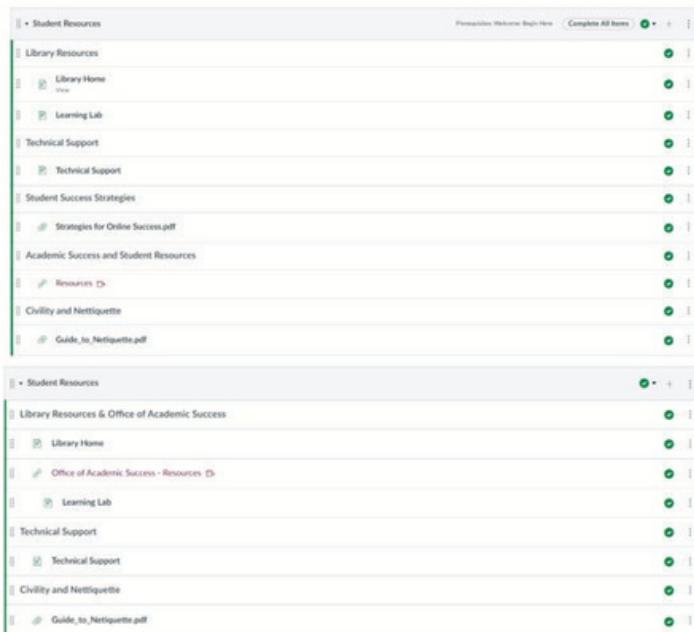 Student Resources
Prerequisites: Welcome Begin Here
Complete All Items
Library Resources
Library Home
View
Learning Lab
Technical Support
Technical Support
Student Success Strategies
Strategies for Online Success.pdf
Academic Success and Student Resources
Resources
Civility and Nettiquette
Guide_to_Netiquette.pdf
Student Resources
Library Resources & Office of Academic Success
Library Home
Office of Academic Success - Resources
Learning Lab
Technical Support
Technical Support
Civility and Nettiquette
Guide_to_Netiquette.pdf